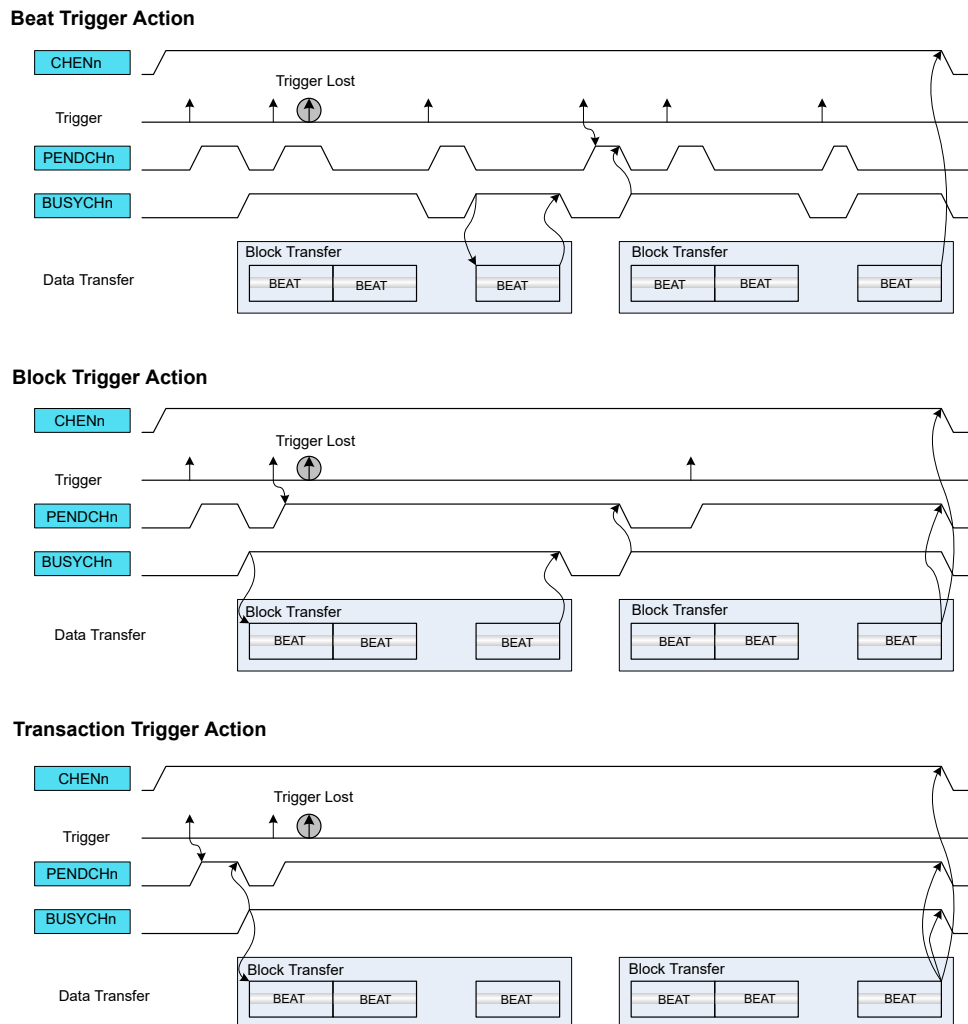 Beat Trigger Action
CHENn
Trigger Lost
Trigger
PENDCHn
BUSYCHn
Block Transfer
Block Transfer
Data Transfer
BEAT
BEAT
BEAT
BEAT
BEAT
BEAT
Block Trigger Action
CHENn
Trigger Lost
Trigger
PENDCHn
BUSYCHn
Block Transfer
Block Transfer
Data Transfer
BEAT
BEAT
BEAT
BEAT
BEAT
BEAT
Transaction Trigger Action
CHENn
Trigger Lost
Trigger
PENDCHn
BUSYCHn
Block Transfer
Block Transfer
Data Transfer
BEAT
BEAT
BEAT
BEAT
BEAT
BEAT